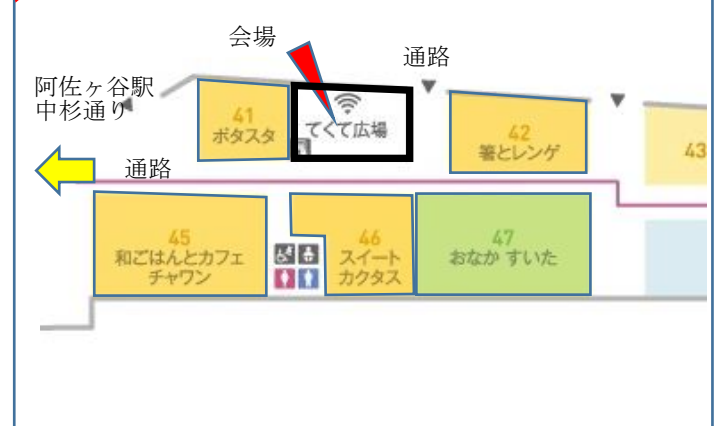 会場
通路
阿佐ヶ谷駅
中杉通り
41
ポタスタ
てくて広場
42
箸とレンゲ
43
通路
45
和ごはんとカフェ
チャワン
46
スイート
カクタス
47
おなか すいた